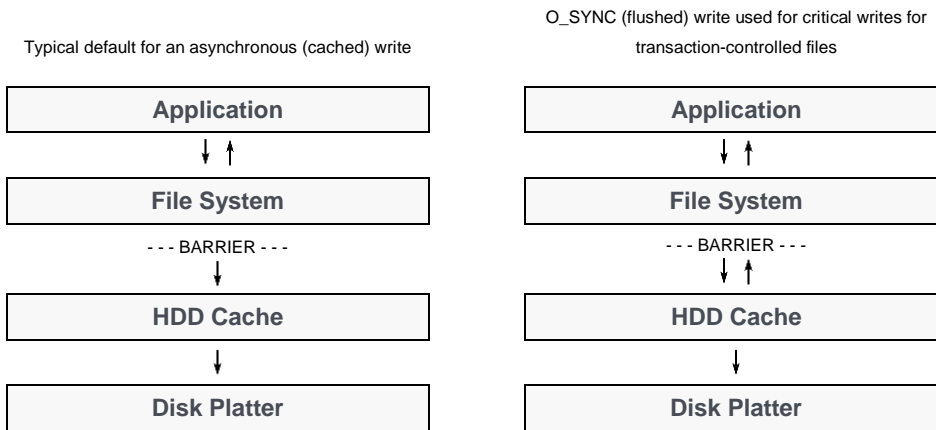 Typical default for an asynchronous (cached) write
Application
File System
- - - BARRIER - - -
HDD Cache
Disk Platter
O_SYNC (flushed) write used for critical writes for
transaction-controlled files
Application
File System
- - - BARRIER - - -
HDD Cache
Disk Platter